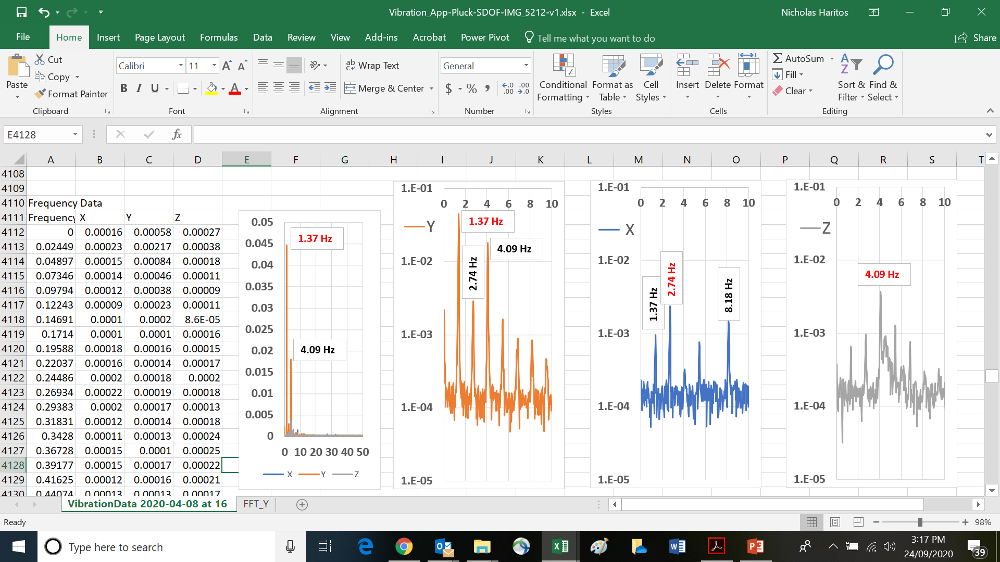 Vibration_App-Pluck-SDOF-IMG_5212-v1.xlsx - Excel
Nicholas Haritos
File Home Insert Page Layout Formulas Data Review View Add-ins Acrobat Power Pivot Tell me what you want to do Share
Paste
Cut
Copy
Format Painter
Clipboard
Calibri 11
B I U
Font
Wrap Text
Merge & Center
Alignment
General
$ % ,
Number
Conditional Formatting
Format as Table
Cell Styles
Styles
Insert Delete Format
Cells
AutoSum
Fill
Clear
Sort & Filter
Find & Select
Editing
E4128
fx
A B C D E F G H I J K L M N O P Q R S T
4108
4109
4110 Frequency Data
4111 Frequency X Y Z
4112 0 0.00016 0.00058 0.00027
4113 0.02449 0.00023 0.00217 0.00038
4114 0.04897 0.00015 0.00084 0.00018
4115 0.07346 0.00014 0.00046 0.00011
4116 0.09794 0.00012 0.00038 0.00009
4117 0.12243 0.00009 0.00023 0.00011
4118 0.14691 0.0001 0.0002 8.6E-05
4119 0.1714 0.0001 0.0001 0.00016
4120 0.19588 0.00018 0.00016 0.00015
4121 0.22037 0.00016 0.00014 0.00017
4122 0.24486 0.0002 0.00018 0.0002
4123 0.26934 0.00022 0.00019 0.00018
4124 0.29383 0.0002 0.00017 0.00013
4125 0.31831 0.00012 0.00014 0.00018
4126 0.3428 0.00011 0.00013 0.00024
4127 0.36728 0.00015 0.0001 0.00025
4128 0.39177 0.00015 0.00017 0.00022
4129 0.41625 0.00012 0.00016 0.00021
4130 0.44074 0.00013 0.00013 0.00017
0.05
0.045
0.04
0.035
0.03
0.025
0.02
0.015
0.01
0.005
0
1.37 Hz
4.09 Hz
0 10 20 30 40 50
X Y Z
1.E-01
1.E-02
1.E-03
1.E-04
1.E-05
0 2 4 6 8 10
Y
1.37 Hz
2.74 Hz
4.09 Hz
1.E-01
1.E-02
1.E-03
1.E-04
1.E-05
0 2 4 6 8 10
X
1.37 Hz
2.74 Hz
8.18 Hz
1.E-01
1.E-02
1.E-03
1.E-04
1.E-05
0 2 4 6 8 10
Z
4.09 Hz
VibrationData 2020-04-08 at 16 FFT_Y
Ready
98%
Type here to search
3:17 PM
24/09/2020
39